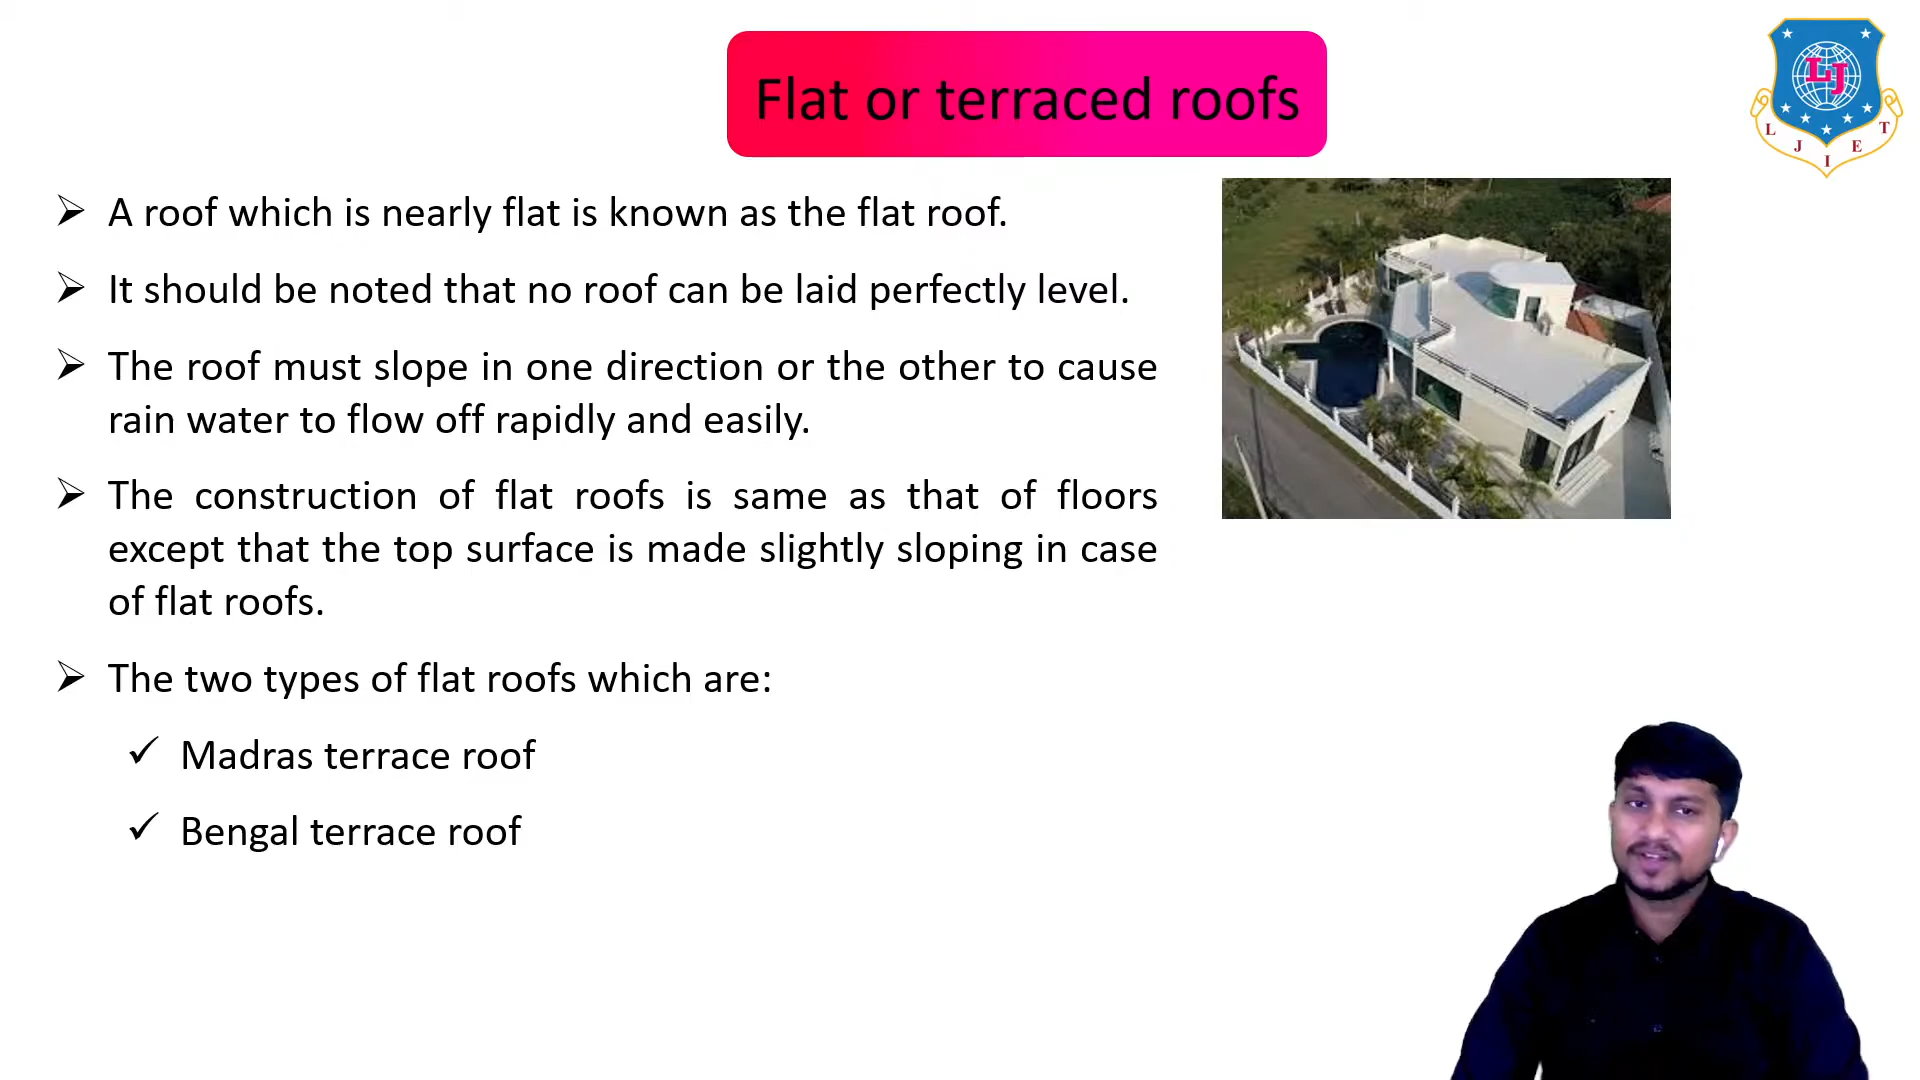 Flat or terraced roofs
LJ
L J I E T
➢ A roof which is nearly flat is known as the flat roof.
➢ It should be noted that no roof can be laid perfectly level.
➢ The roof must slope in one direction or the other to cause
rain water to flow off rapidly and easily.
➢ The construction of flat roofs is same as that of floors
except that the top surface is made slightly sloping in case
of flat roofs.
➢ The two types of flat roofs which are:
✓ Madras terrace roof
✓ Bengal terrace roof